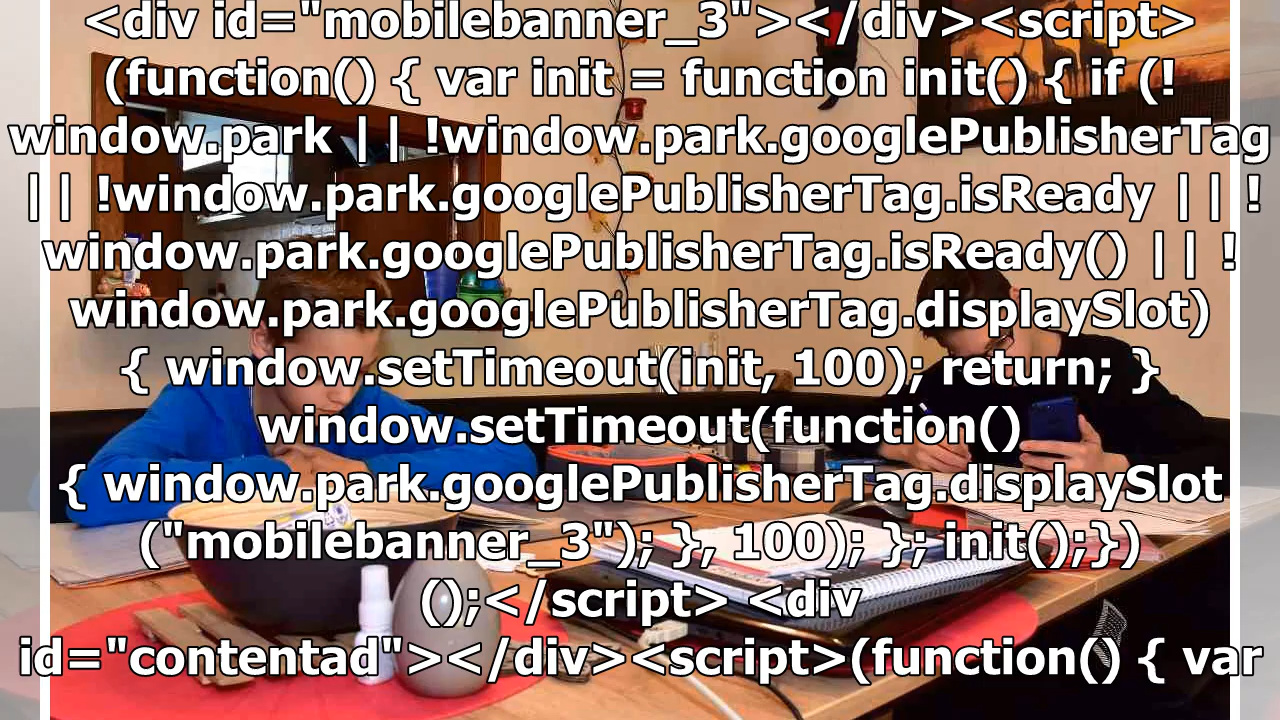 <div id="mobilebanner_3"></div><script>
(function() { var init = function init() { if (!
window.park || !window.park.googlePublisherTag
|| !window.park.googlePublisherTag.isReady || !
window.park.googlePublisherTag.isReady() || !
window.park.googlePublisherTag.displaySlot)
{ window.setTimeout(init, 100); return; }
window.setTimeout(function()
{ window.park.googlePublisherTag.displaySlot
("mobilebanner_3"); }, 100); }; init();})
();</script> <div
id="contentad"></div><script>(function() { var